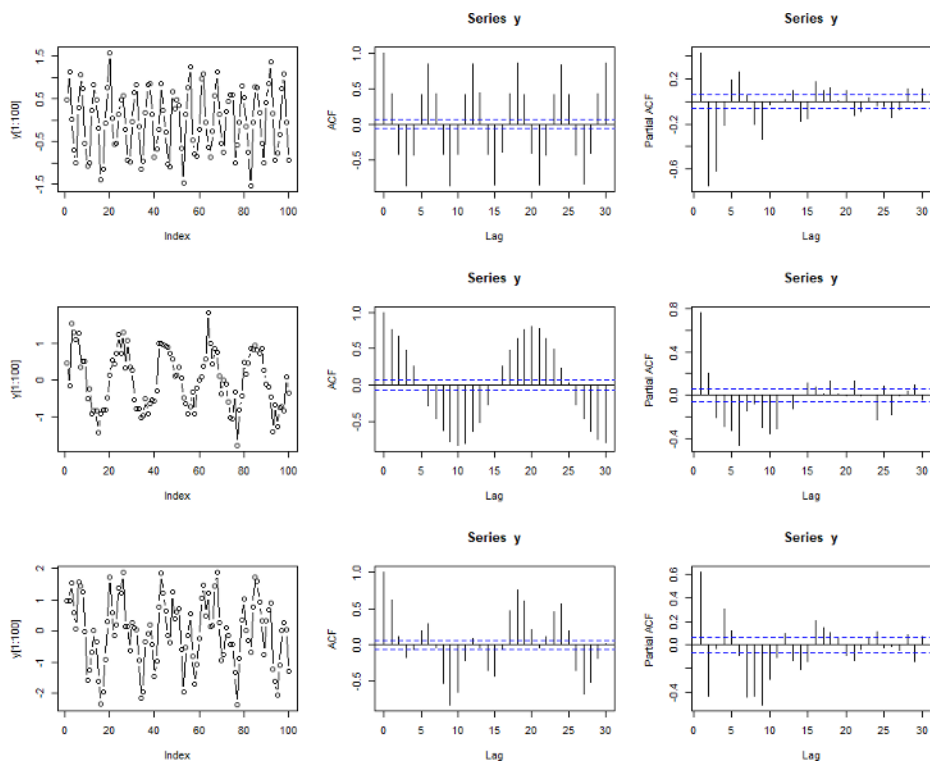 Series y
Series y
y[1:100]
-1.5 -0.5 0.5 1.5
0 20 40 60 80 100
Index
ACF
-0.5 0.0 0.5 1.0
0 5 10 15 20 25 30
Lag
Partial ACF
-0.6 -0.2 0.2
0 5 10 15 20 25 30
Lag
Series y
Series y
y[1:100]
-1 0 1
0 20 40 60 80 100
Index
ACF
-0.5 0.0 0.5 1.0
0 5 10 15 20 25 30
Lag
Partial ACF
-0.4 0.0 0.4 0.8
0 5 10 15 20 25 30
Lag
Series y
Series y
y[1:100]
-2 -1 0 1 2
0 20 40 60 80 100
Index
ACF
-0.5 0.0 0.5 1.0
0 5 10 15 20 25 30
Lag
Partial ACF
-0.4 0.0 0.2 0.4 0.6
0 5 10 15 20 25 30
Lag